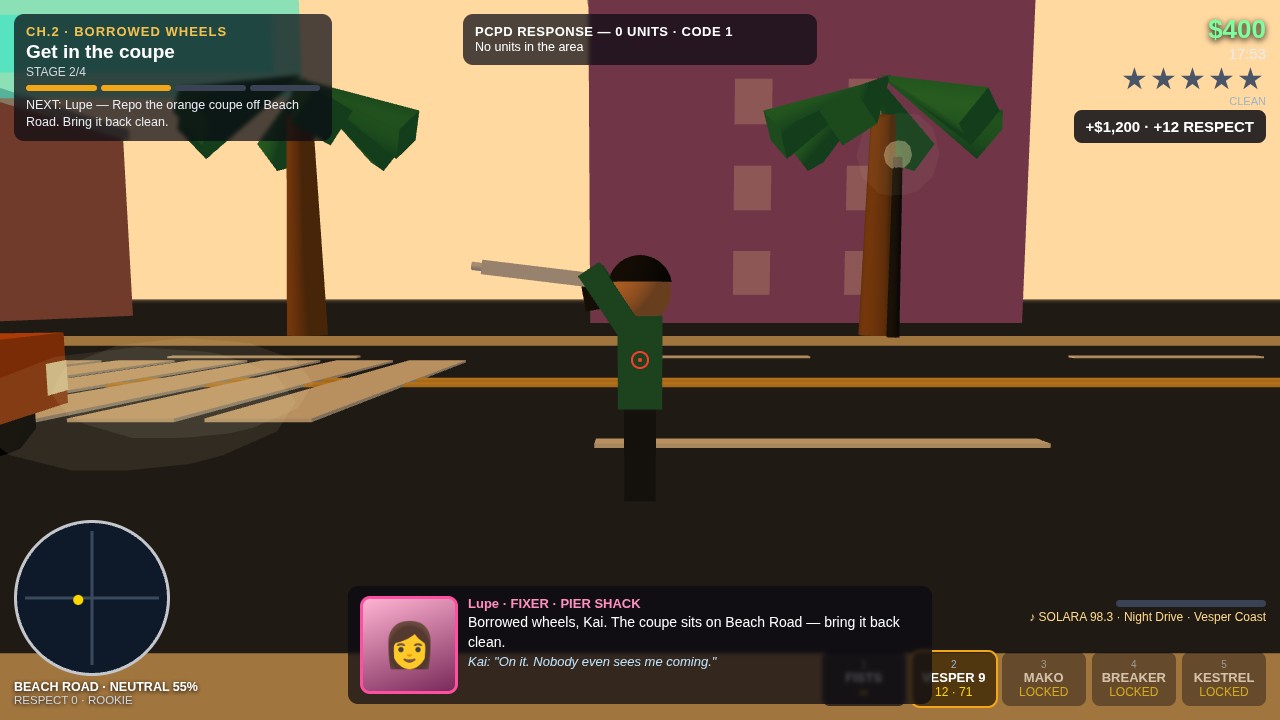 CH.2 · BORROWED WHEELS
Get in the coupe
STAGE 2/4
NEXT: Lupe — Repo the orange coupe off Beach
Road. Bring it back clean.
PCPD RESPONSE — 0 UNITS · CODE 1
No units in the area
$400
17:53
★★★★★
CLEAN
+$1,200 · +12 RESPECT
Lupe · FIXER · PIER SHACK
Borrowed wheels, Kai. The coupe sits on Beach Road — bring it back
clean.
Kai: "On it. Nobody even sees me coming."
♪ SOLARA 98.3 · Night Drive · Vesper Coast
1
FISTS
2
VESPER 9
12 · 71
3
MAKO
LOCKED
4
BREAKER
LOCKED
5
KESTREL
LOCKED
BEACH ROAD · NEUTRAL 55%
RESPECT 0 · ROOKIE